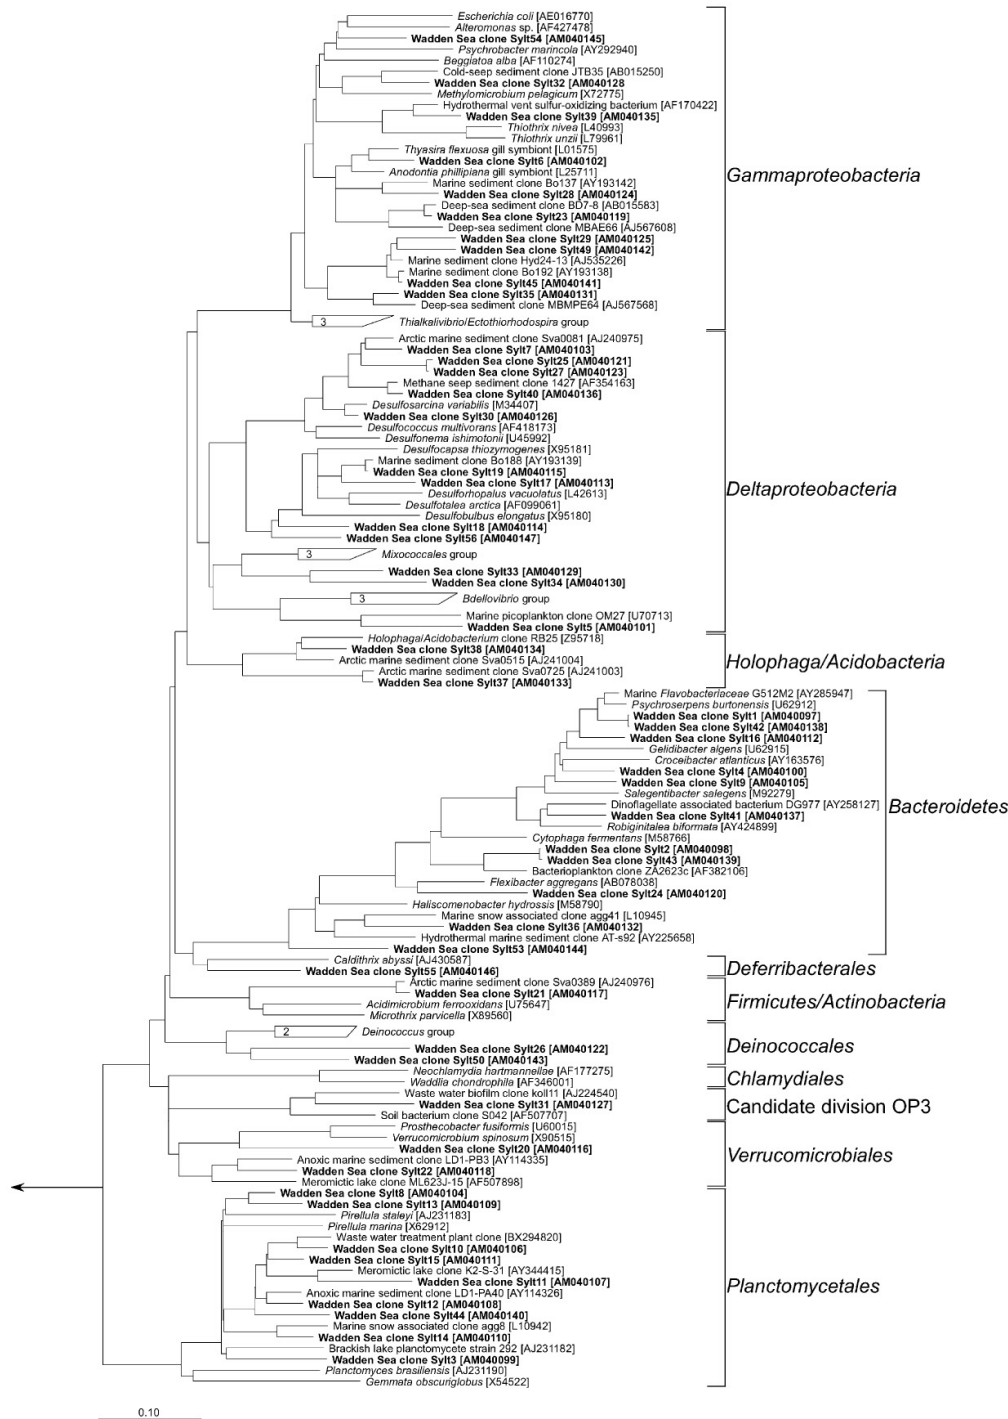 Escherichia coli [AE016770]
Alteromonas sp. [AF427478]
Wadden Sea clone Sylt54 [AM040145]
Psychrobacter marincola [AY292940]
Beggiatoa alba [AF110274]
Cold-seep sediment clone JTB35 [AB015250]
Wadden Sea clone Sylt32 [AM040128
Methylomicrobium pelagicum [X72775]
Hydrothermal vent sulfur-oxidizing bacterium [AF170422]
Wadden Sea clone Sylt39 [AM040135]
Thiothrix nivea [L40993]
Thiothrix unzii [L79961]
Thyasira flexuosa gill symbiont [L01575]
Wadden Sea clone Sylt6 [AM040102]
Anodontia phillipiana gill symbiont [L25711]
Marine sediment clone Bo137 [AY193142]
Wadden Sea clone Sylt28 [AM040124]
Deep-sea sediment clone BD7-8 [AB015583]
Wadden Sea clone Sylt23 [AM040119]
Deep-sea sediment clone MBAE66 [AJ567608]
Wadden Sea clone Sylt29 [AM040125]
Wadden Sea clone Sylt49 [AM040142]
Marine sediment clone Hyd24-13 [AJ535226]
Marine sediment clone Bo192 [AY193138]
Wadden Sea clone Sylt45 [AM040141]
Wadden Sea clone Sylt35 [AM040131]
Deep-sea sediment clone MBMPE64 [AJ567568]
3 Thialkalivibrio/Ectothiorhodospira group
Gammaproteobacteria
Arctic marine sediment clone Sva0081 [AJ240975]
Wadden Sea clone Sylt7 [AM040103]
Wadden Sea clone Sylt25 [AM040121]
Wadden Sea clone Sylt27 [AM040123]
Methane seep sediment clone 1427 [AF354163]
Wadden Sea clone Sylt40 [AM040136]
Desulfosarcina variabilis [M34407]
Wadden Sea clone Sylt30 [AM040126]
Desulfococcus multivorans [AF418173]
Desulfonema ishimotonii [U45992]
Desulfocapsa thiozymogenes [X95181]
Marine sediment clone Bo188 [AY193139]
Wadden Sea clone Sylt19 [AM040115]
Wadden Sea clone Sylt17 [AM040113]
Desulforhopalus vacuolatus [L42613]
Desulfotalea arctica [AF099061]
Desulfobulbus elongatus [X95180]
Wadden Sea clone Sylt18 [AM040114]
Wadden Sea clone Sylt56 [AM040147]
3 Mixococcales group
Wadden Sea clone Sylt33 [AM040129]
Wadden Sea clone Sylt34 [AM040130]
3 Bdellovibrio group
Marine picoplankton clone OM27 [U70713]
Wadden Sea clone Sylt5 [AM040101]
Deltaproteobacteria
Holophaga/Acidobacterium clone RB25 [Z95718]
Wadden Sea clone Sylt38 [AM040134]
Arctic marine sediment clone Sva0515 [AJ241004]
Arctic marine sediment clone Sva0725 [AJ241003]
Wadden Sea clone Sylt37 [AM040133]
Holophaga/Acidobacteria
Marine Flavobacteriaceae G512M2 [AY285947]
Psychroserpens burtonensis [U62912]
Wadden Sea clone Sylt1 [AM040097]
Wadden Sea clone Sylt42 [AM040138]
Wadden Sea clone Sylt16 [AM040112]
Gelidibacter algens [U62915]
Croceibacter atlanticus [AY163576]
Wadden Sea clone Sylt4 [AM040100]
Wadden Sea clone Sylt9 [AM040105]
Salegentibacter salegens [M92279]
Dinoflagellate associated bacterium DG977 [AY258127]
Wadden Sea clone Sylt41 [AM040137]
Robiginitalea biformata [AY424899]
Cytophaga fermentans [M58766]
Wadden Sea clone Sylt2 [AM040098]
Wadden Sea clone Sylt43 [AM040139]
Bacterioplankton clone ZA2623c [AF382106]
Flexibacter aggregans [AB078038]
Wadden Sea clone Sylt24 [AM040120]
Haliscomenobacter hydrossis [M58790]
Marine snow associated clone agg41 [L10945]
Wadden Sea clone Sylt36 [AM040132]
Hydrothermal marine sediment clone AT-s92 [AY225658]
Wadden Sea clone Sylt53 [AM040144]
Bacteroidetes
Caldithrix abyssi [AJ430587]
Wadden Sea clone Sylt55 [AM040146]
Deferribacterales
Arctic marine sediment clone Sva0389 [AJ240976]
Wadden Sea clone Sylt21 [AM040117]
Acidimicrobium ferrooxidans [U75647]
Microthrix parvicella [X89560]
Firmicutes/Actinobacteria
2 Deinococcus group
Wadden Sea clone Sylt26 [AM040122]
Wadden Sea clone Sylt50 [AM040143]
Deinococcales
Neochlamydia hartmannellae [AF177275]
Waddlia chondrophila [AF346001]
Chlamydiales
Waste water biofilm clone koll11 [AJ224540]
Wadden Sea clone Sylt31 [AM040127]
Soil bacterium clone S042 [AF507707]
Candidate division OP3
Prosthecobacter fusiformis [U60015]
Verrucomicrobium spinosum [X90515]
Wadden Sea clone Sylt20 [AM040116]
Anoxic marine sediment clone LD1-PB3 [AY114335]
Wadden Sea clone Sylt22 [AM040118]
Meromictic lake clone ML623J-15 [AF507898]
Verrucomicrobiales
Wadden Sea clone Sylt8 [AM040104]
Wadden Sea clone Sylt13 [AM040109]
Pirellula staleyi [AJ231183]
Pirellula marina [X62912]
Waste water treatment plant clone [BX294820]
Wadden Sea clone Sylt10 [AM040106]
Wadden Sea clone Sylt15 [AM040111]
Meromictic lake clone K2-S-31 [AY344415]
Wadden Sea clone Sylt11 [AM040107]
Anoxic marine sediment clone LD1-PA40 [AY114326]
Wadden Sea clone Sylt12 [AM040108]
Wadden Sea clone Sylt44 [AM040140]
Marine snow associated clone agg8 [L10942]
Wadden Sea clone Sylt14 [AM040110]
Brackish lake planctomycete strain 292 [AJ231182]
Wadden Sea clone Sylt3 [AM040099]
Planctomyces brasiliensis [AJ231190]
Gemmata obscuriglobus [X54522]
Planctomycetales
0.10